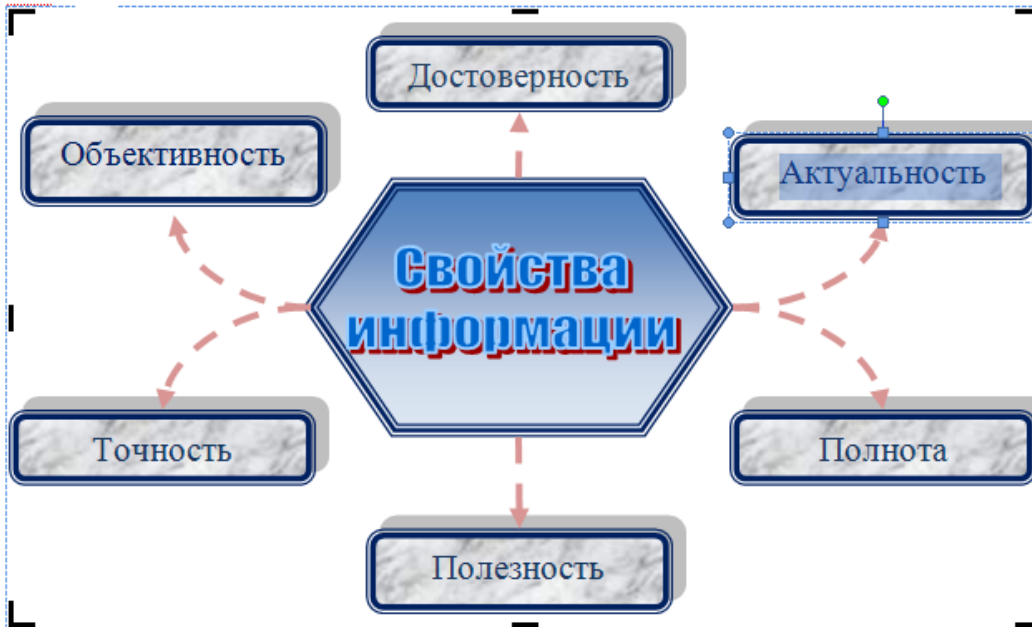 Достоверность
Объективность
Актуальность
Свойства
информации
Точность
Полнота
Полезность